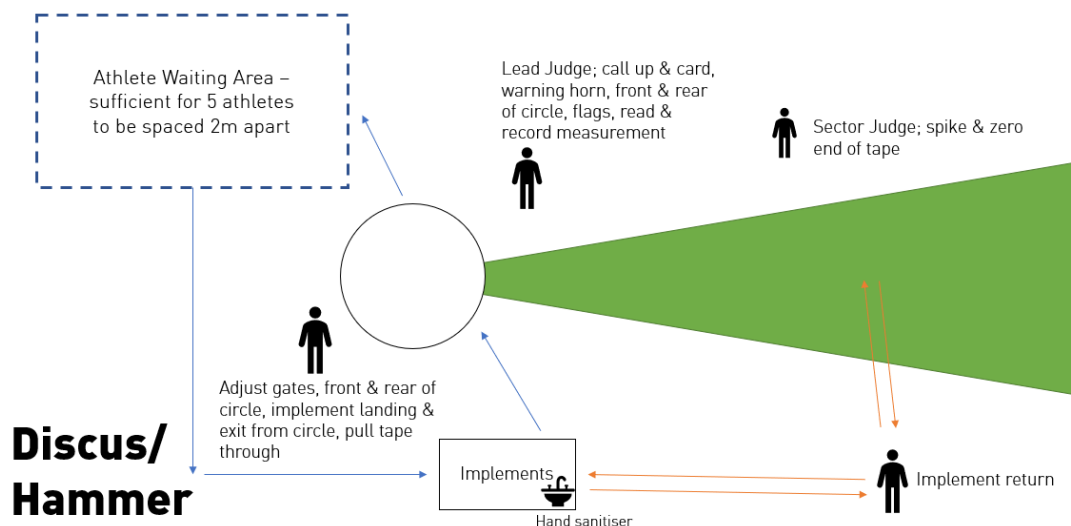 Athlete Waiting Area –
sufficient for 5 athletes
to be spaced 2m apart
Lead Judge; call up & card,
warning horn, front & rear
of circle, flags, read &
record measurement
Sector Judge; spike & zero
end of tape
Adjust gates, front & rear of
circle, implement landing &
exit from circle, pull tape
through
Discus/
Hammer
Implements
Hand sanitiser
Implement return